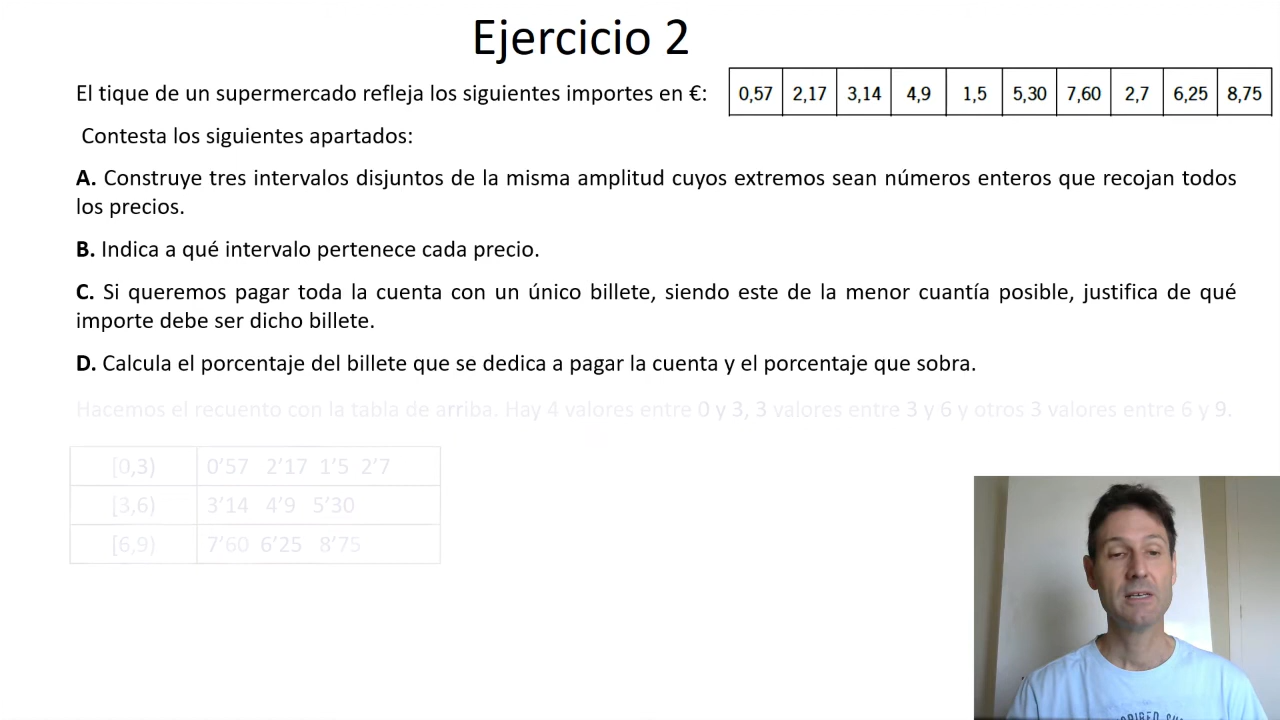 Ejercicio 2
El tique de un supermercado refleja los siguientes importes en €: 0,57 2,17 3,14 4,9 1,5 5,30 7,60 2,7 6,25 8,75
Contesta los siguientes apartados:
A. Construye tres intervalos disjuntos de la misma amplitud cuyos extremos sean números enteros que recojan todos
los precios.
B. Indica a qué intervalo pertenece cada precio.
C. Si queremos pagar toda la cuenta con un único billete, siendo este de la menor cuantía posible, justifica de qué
importe debe ser dicho billete.
D. Calcula el porcentaje del billete que se dedica a pagar la cuenta y el porcentaje que sobra.
Hacemos el recuento con la tabla de arriba. Hay 4 valores entre 0 y 3, 3 valores entre 3 y 6 y otros 3 valores entre 6 y 9.
[0,3) 0’57 2’17 1’5 2’7
[3,6) 3’14 4’9 5’30
[6,9) 7’60 6’25 8’75